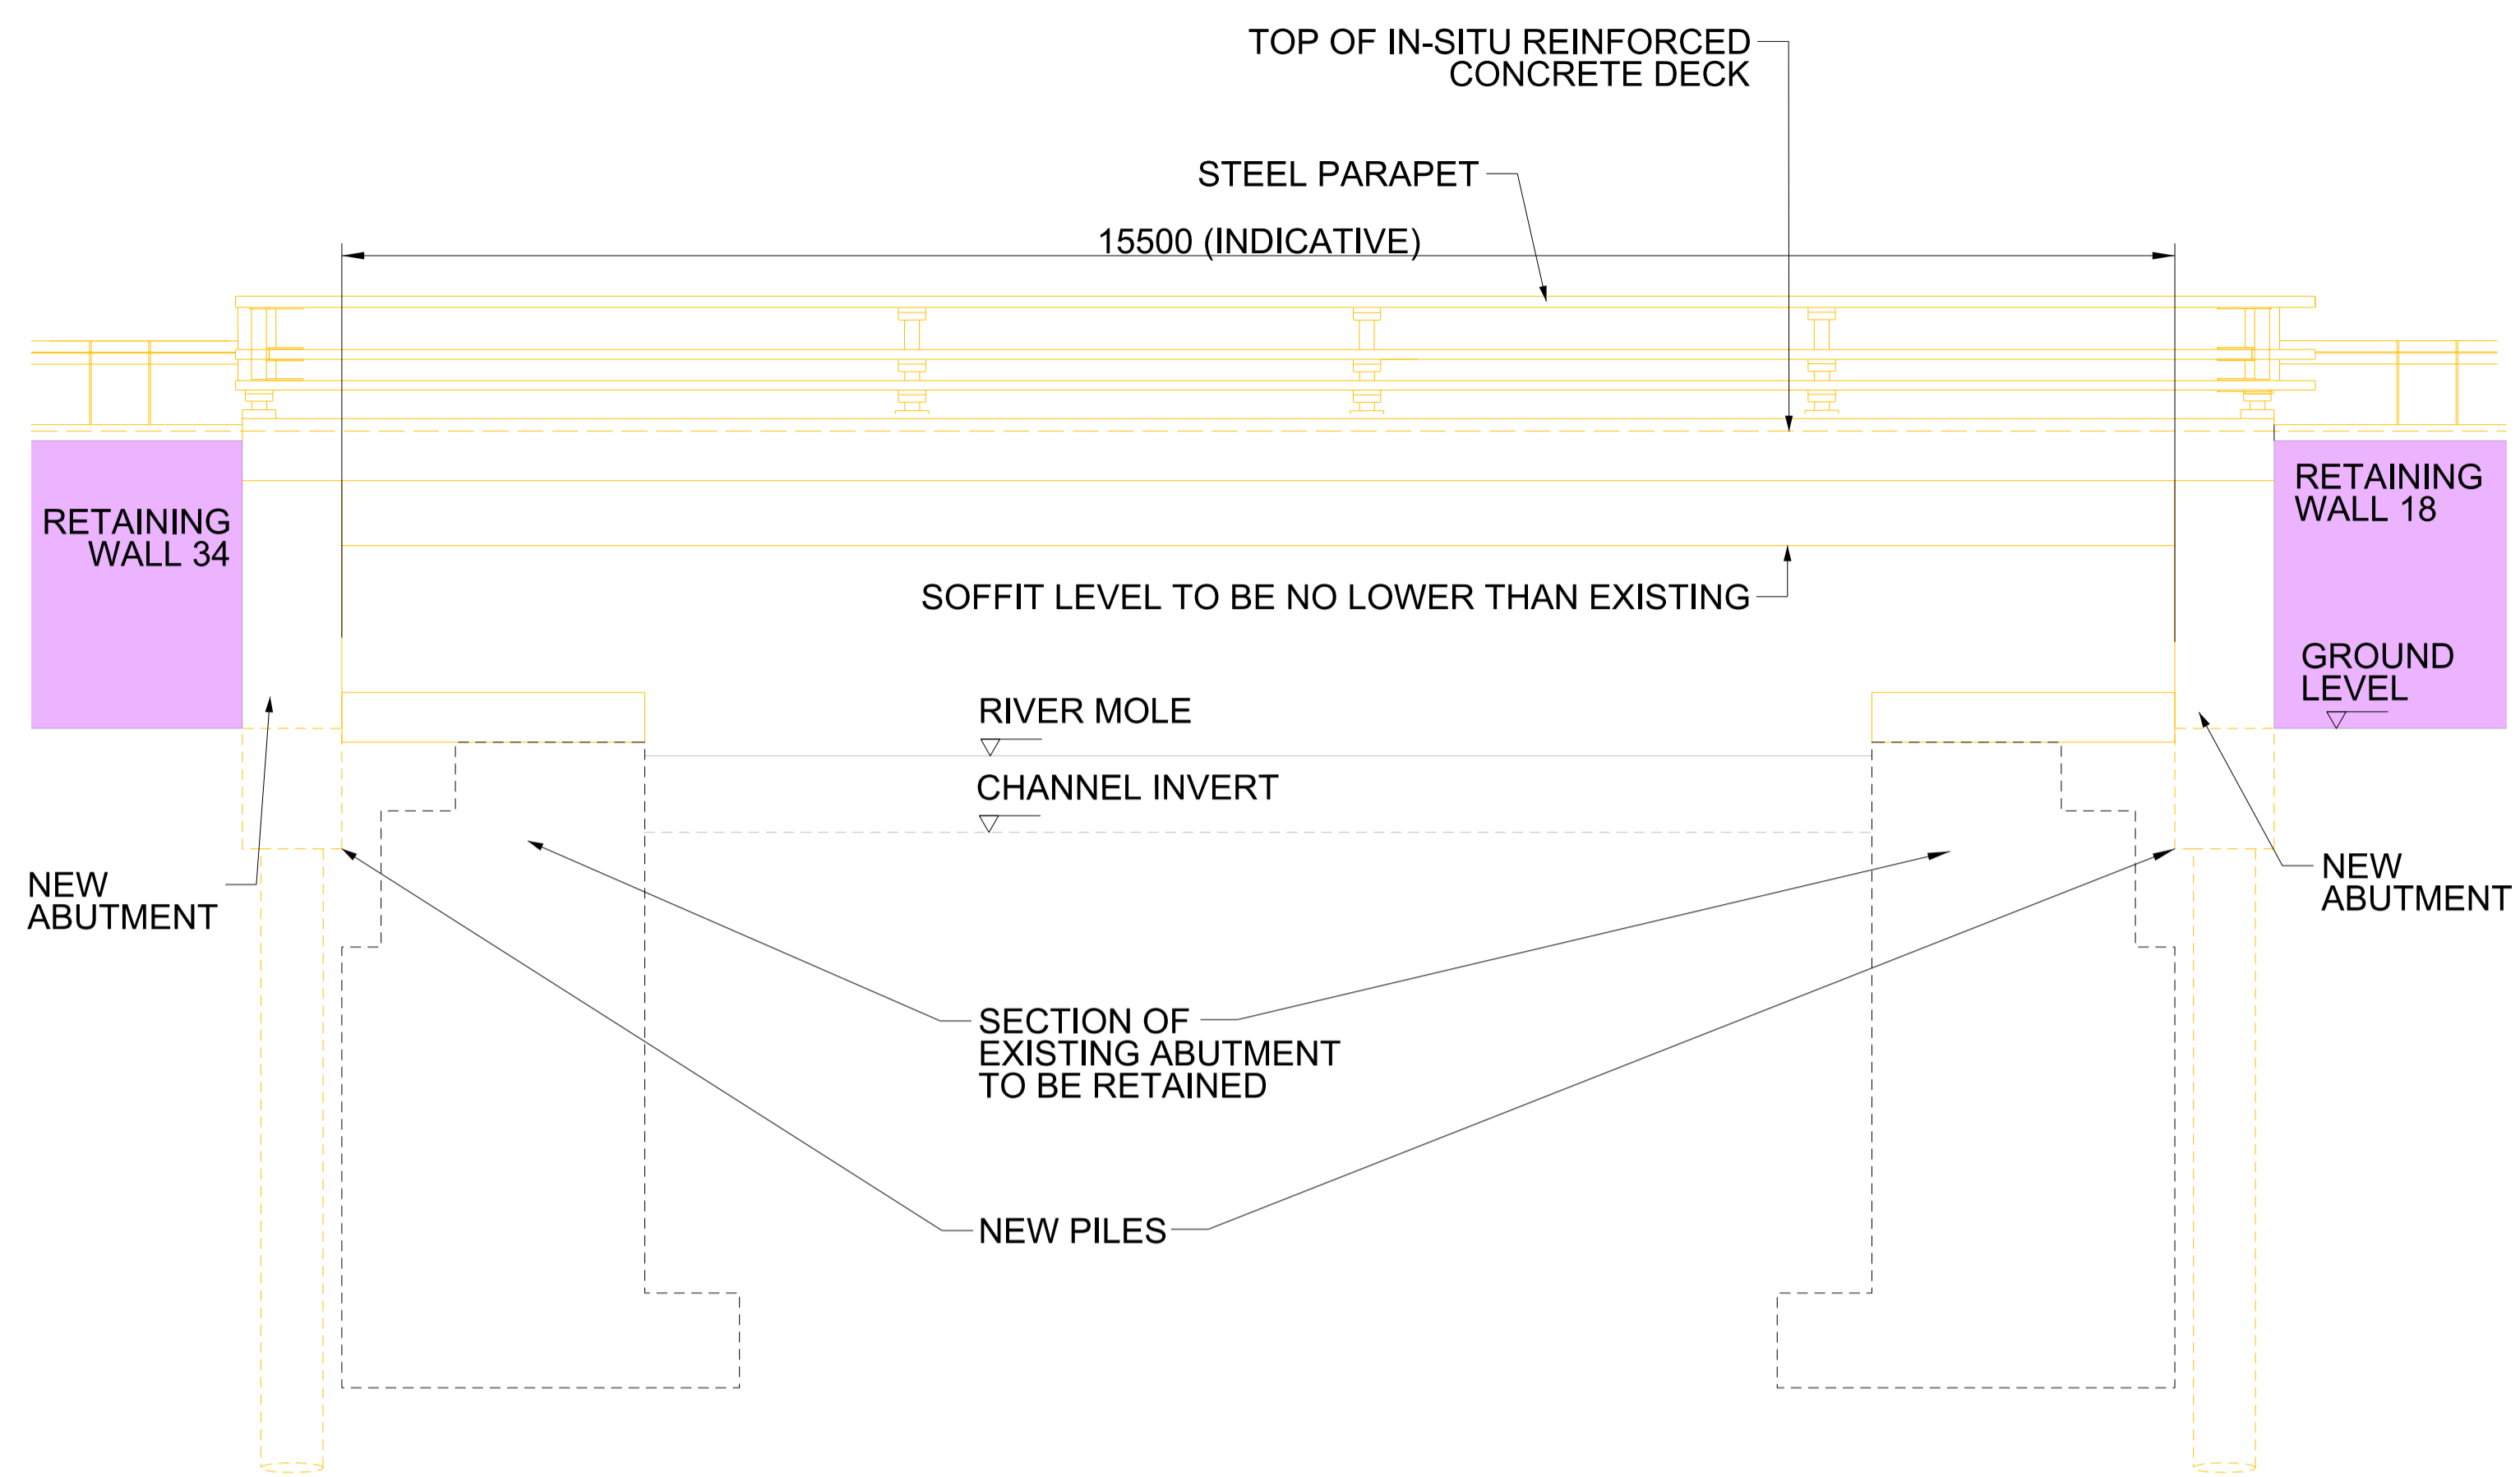 TOP OF IN-SITU REINFORCED
CONCRETE DECK
STEEL PARAPET
15500 (INDICATIVE)
RETAINING
WALL 34
RETAINING
WALL 18
SOFFIT LEVEL TO BE NO LOWER THAN EXISTING
GROUND
LEVEL
RIVER MOLE
CHANNEL INVERT
NEW
ABUTMENT
NEW
ABUTMENT
SECTION OF
EXISTING ABUTMENT
TO BE RETAINED
NEW PILES